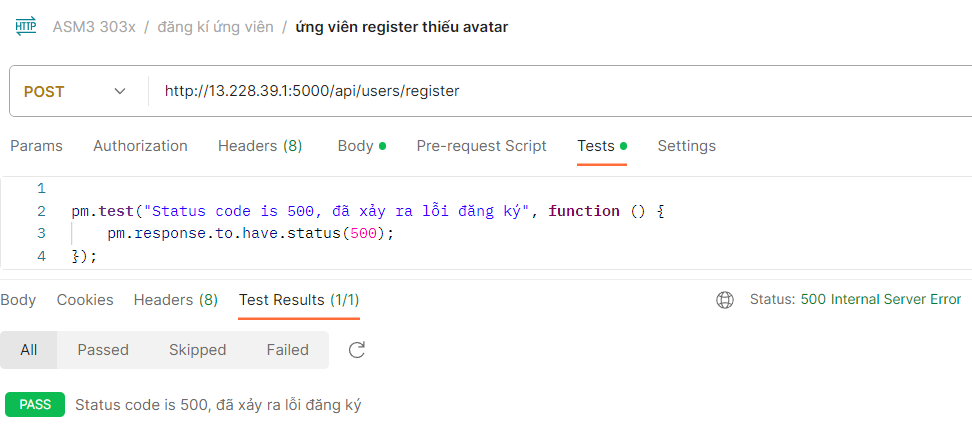 HTTP ASM3 303x / đăng kí ứng viên / ứng viên register thiếu avatar
POST http://13.228.39.1:5000/api/users/register
Params Authorization Headers (8) Body Pre-request Script Tests Settings
1
2 pm.test("Status code is 500, đã xảy ra lỗi đăng ký", function () {
3 pm.response.to.have.status(500);
4 });
Body Cookies Headers (8) Test Results (1/1) Status: 500 Internal Server Error
All Passed Skipped Failed
PASS Status code is 500, đã xảy ra lỗi đăng ký